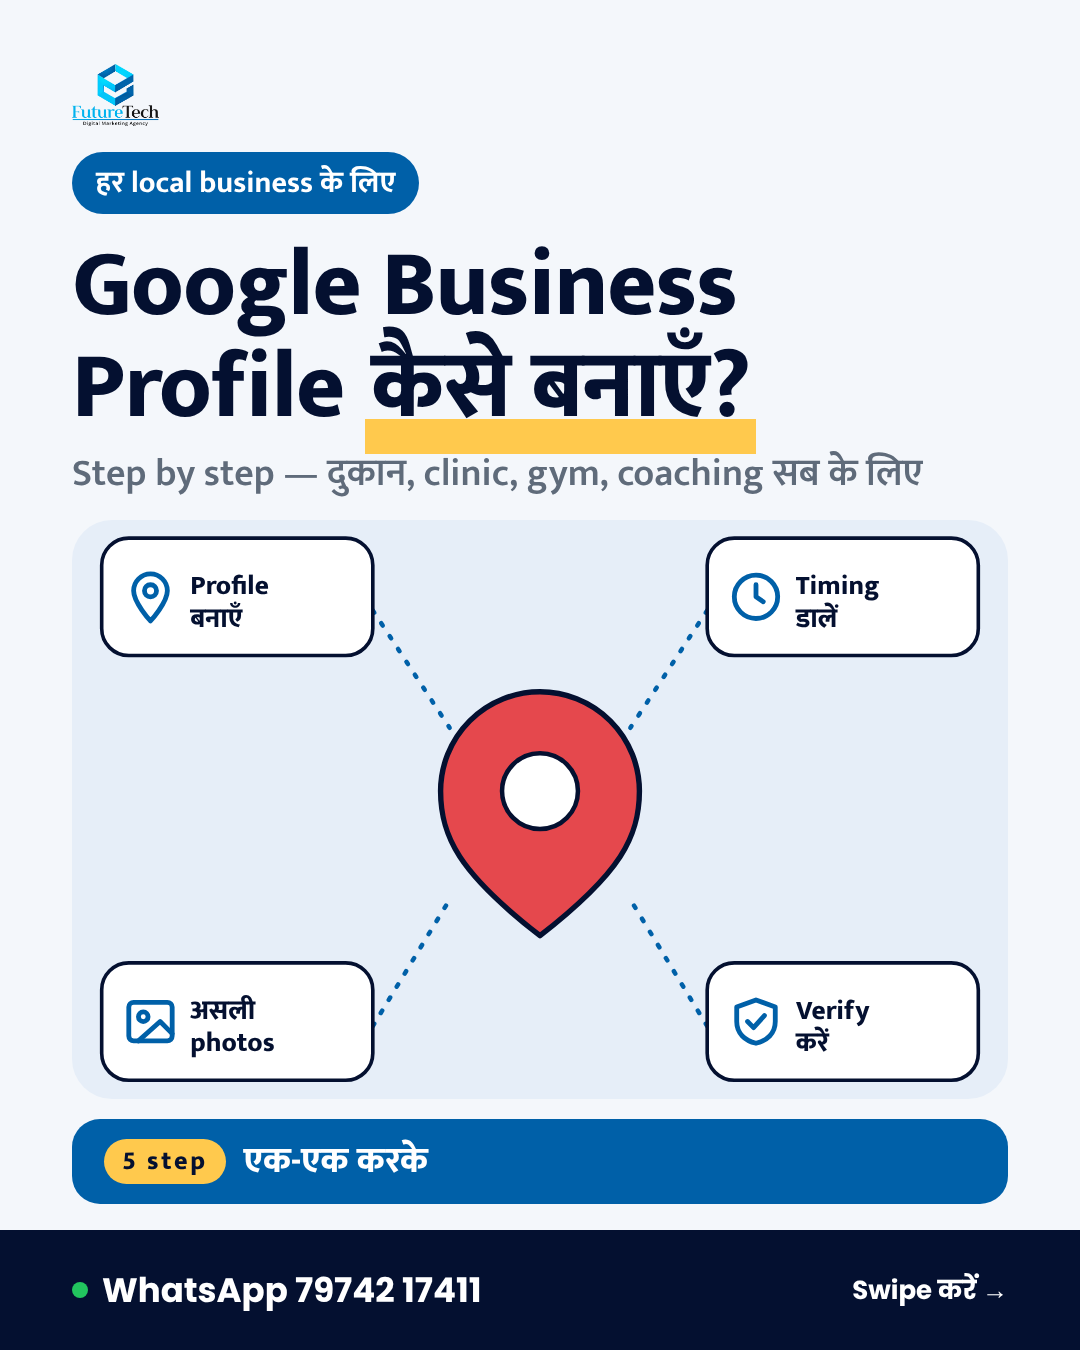 FutureTech
Digital Marketing Agency
हर local business के लिए
Google Business
Profile कैसे बनाएँ?
Step by step — दुकान, clinic, gym, coaching सब के लिए
Profile
बनाएँ
Timing
डालें
असली
photos
Verify
करें
5 step एक-एक करके
WhatsApp 79742 17411
Swipe करें →